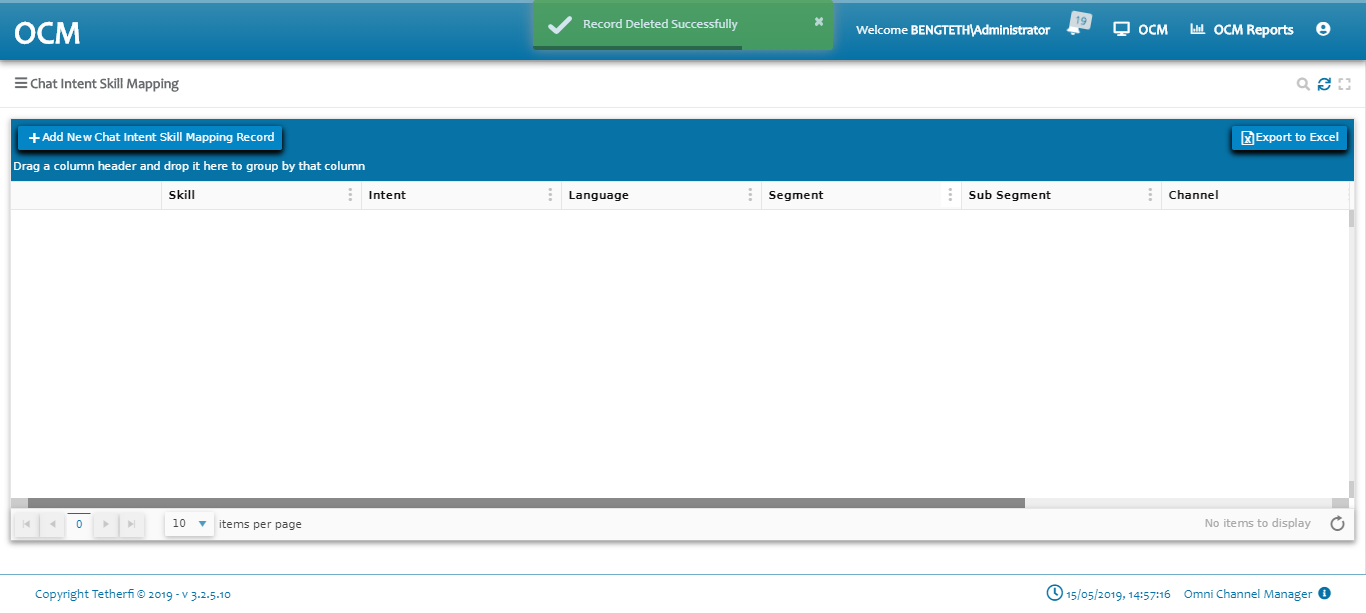 OCM
Record Deleted Successfully
Welcome BENGTETH\Administrator
19
OCM
OCM Reports
Chat Intent Skill Mapping
Add New Chat Intent Skill Mapping Record
Export to Excel
Drag a column header and drop it here to group by that column
Skill Intent Language Segment Sub Segment Channel
0
10 items per page
No items to display
Copyright Tetherfi © 2019 - v 3.2.5.10
15/05/2019, 14:57:16 Omni Channel Manager